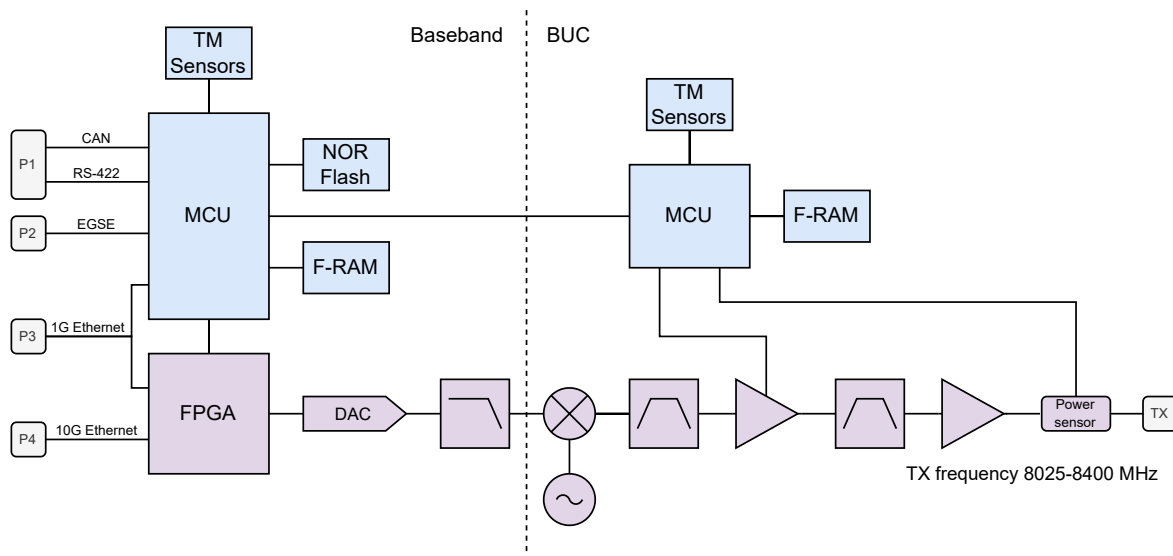 Baseband
BUC
TM
Sensors
TM
Sensors
P1
CAN
RS-422
MCU
NOR
Flash
P2
EGSE
MCU
F-RAM
F-RAM
P3
1G Ethernet
FPGA
DAC
Power
sensor
TX
P4
10G Ethernet
TX frequency 8025-8400 MHz